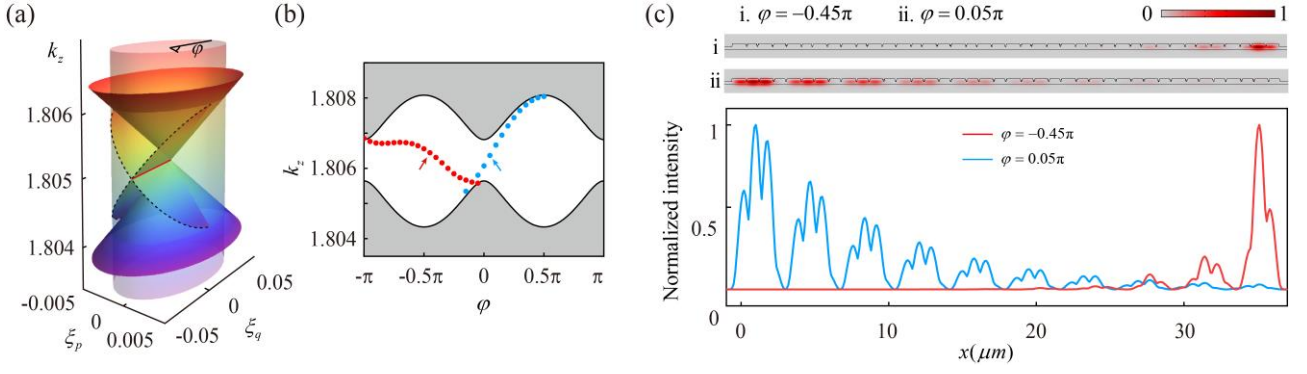 (a)
k_z
φ
1.806
1.805
1.804
-0.005
0
0.005
ξ_p
-0.05
0
0.05
ξ_q
(b)
1.808
1.806
1.804
k_z
-π
-0.5π
0
0.5π
π
φ
(c)
i. φ = −0.45π
ii. φ = 0.05π
0
1
i
ii
1
0.5
0
Normalized intensity
φ = −0.45π
φ = 0.05π
0
10
20
30
x(μm)